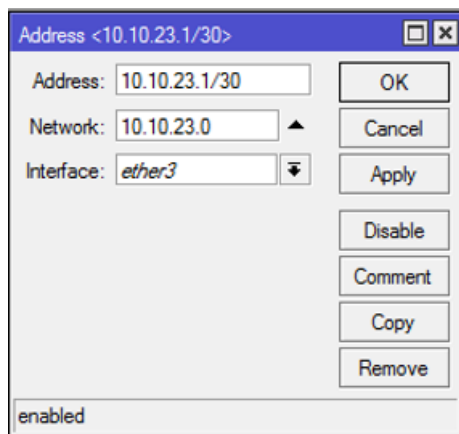 Address <10.10.23.1/30>
Address: 10.10.23.1/30
OK
Network: 10.10.23.0
Cancel
Interface: ether3
Apply
Disable
Comment
Copy
Remove
enabled